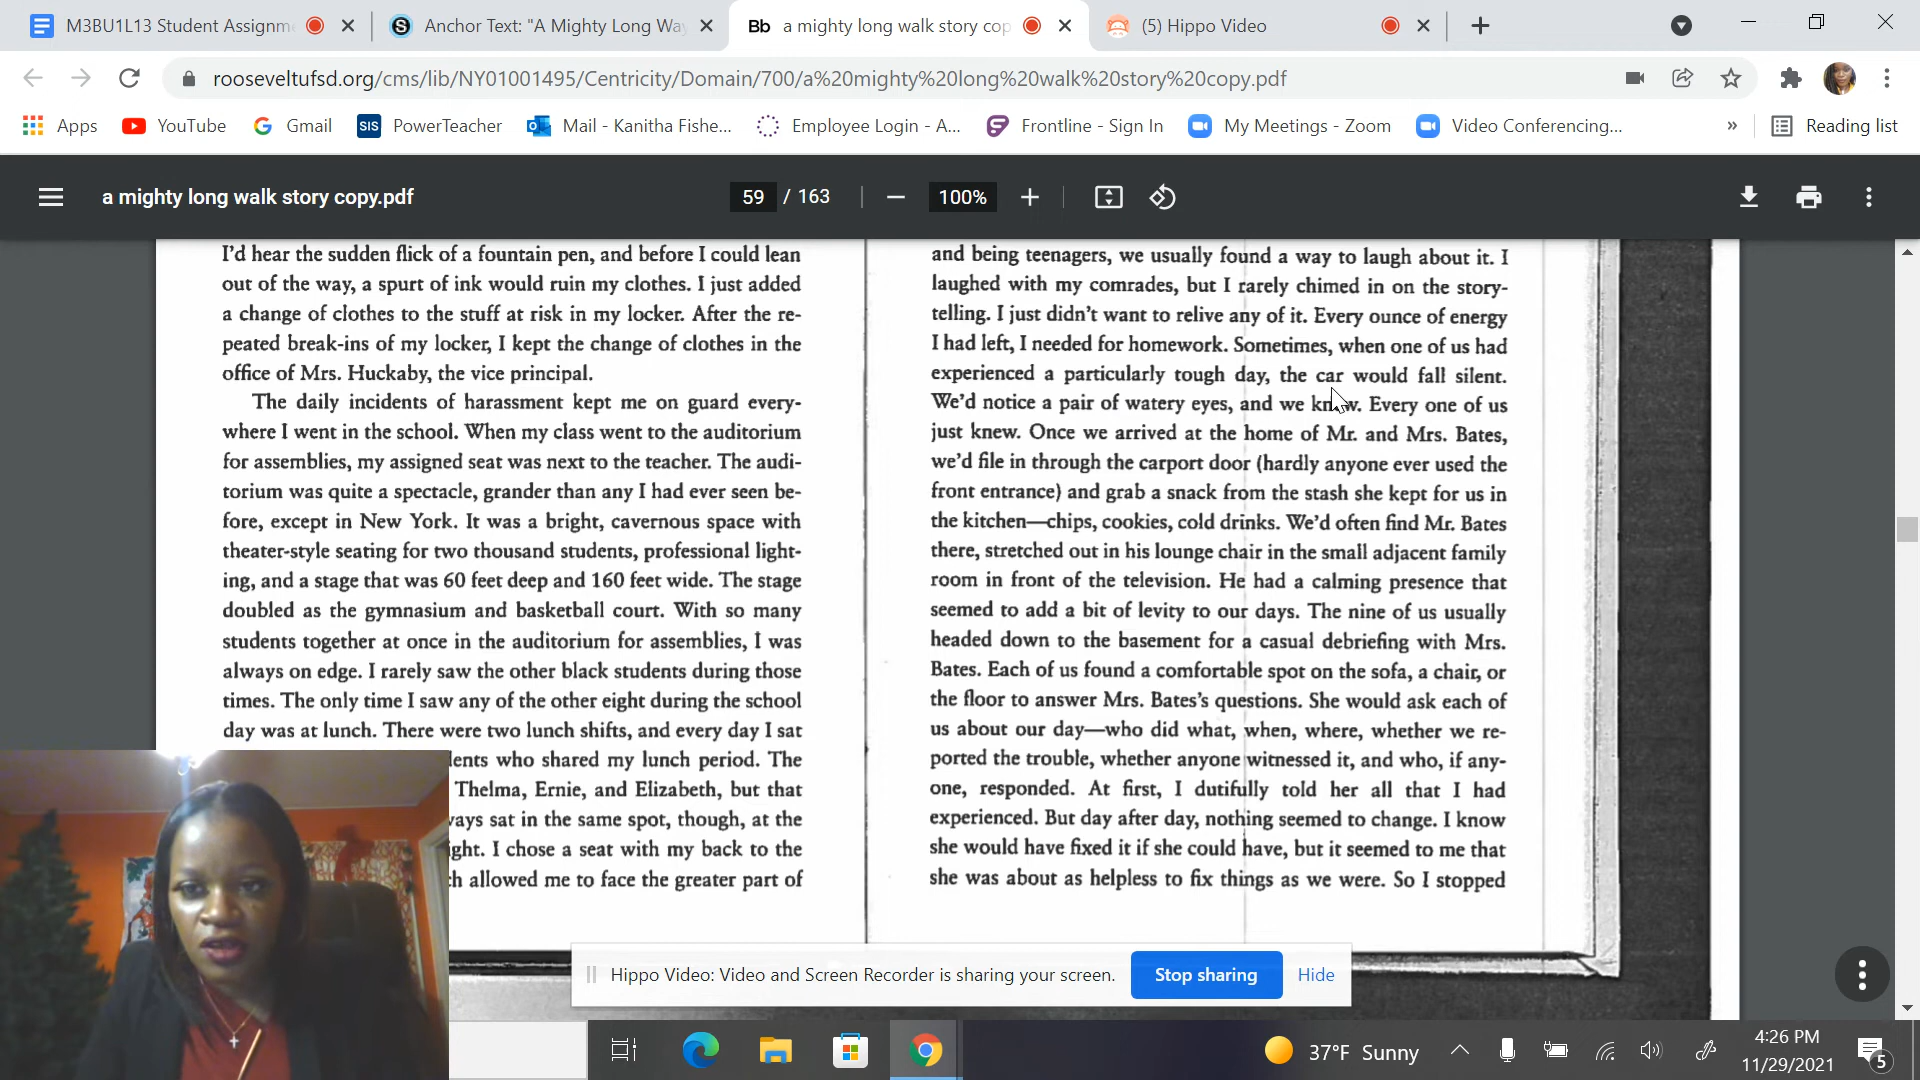 M3BU1L13 Student Assignm
Anchor Text: "A Mighty Long Way
Bb a mighty long walk story cop
(5) Hippo Video
rooseveltufsd.org/cms/lib/NY01001495/Centricity/Domain/700/a%20mighty%20long%20walk%20story%20copy.pdf
Apps YouTube Gmail SIS PowerTeacher Mail - Kanitha Fishe... Employee Login - A... Frontline - Sign In My Meetings - Zoom Video Conferencing... » Reading list
a mighty long walk story copy.pdf 59 / 163 100%
I'd hear the sudden flick of a fountain pen, and before I could lean
out of the way, a spurt of ink would ruin my clothes. I just added
a change of clothes to the stuff at risk in my locker. After the re-
peated break-ins of my locker, I kept the change of clothes in the
office of Mrs. Huckaby, the vice principal.
The daily incidents of harassment kept me on guard every-
where I went in the school. When my class went to the auditorium
for assemblies, my assigned seat was next to the teacher. The audi-
torium was quite a spectacle, grander than any I had ever seen be-
fore, except in New York. It was a bright, cavernous space with
theater-style seating for two thousand students, professional light-
ing, and a stage that was 60 feet deep and 160 feet wide. The stage
doubled as the gymnasium and basketball court. With so many
students together at once in the auditorium for assemblies, I was
always on edge. I rarely saw the other black students during those
times. The only time I saw any of the other eight during the school
day was at lunch. There were two lunch shifts, and every day I sat
dents who shared my lunch period. The
Thelma, Ernie, and Elizabeth, but that
ways sat in the same spot, though, at the
ight. I chose a seat with my back to the
h allowed me to face the greater part of
and being teenagers, we usually found a way to laugh about it. I
laughed with my comrades, but I rarely chimed in on the story-
telling. I just didn't want to relive any of it. Every ounce of energy
I had left, I needed for homework. Sometimes, when one of us had
experienced a particularly tough day, the car would fall silent.
We'd notice a pair of watery eyes, and we knew. Every one of us
just knew. Once we arrived at the home of Mr. and Mrs. Bates,
we'd file in through the carport door (hardly anyone ever used the
front entrance) and grab a snack from the stash she kept for us in
the kitchen—chips, cookies, cold drinks. We'd often find Mr. Bates
there, stretched out in his lounge chair in the small adjacent family
room in front of the television. He had a calming presence that
seemed to add a bit of levity to our days. The nine of us usually
headed down to the basement for a casual debriefing with Mrs.
Bates. Each of us found a comfortable spot on the sofa, a chair, or
the floor to answer Mrs. Bates's questions. She would ask each of
us about our day—who did what, when, where, whether we re-
ported the trouble, whether anyone witnessed it, and who, if any-
one, responded. At first, I dutifully told her all that I had
experienced. But day after day, nothing seemed to change. I know
she would have fixed it if she could have, but it seemed to me that
she was about as helpless to fix things as we were. So I stopped
Hippo Video: Video and Screen Recorder is sharing your screen. Stop sharing Hide
37°F Sunny
4:26 PM
11/29/2021
5